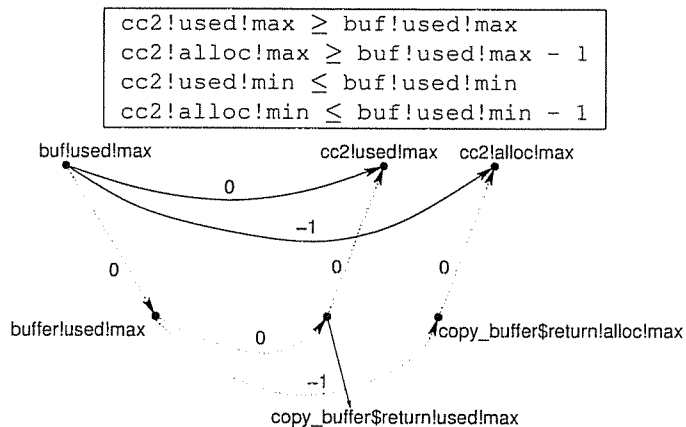 cc2!used!max ≥ buf!used!max
cc2!alloc!max ≥ buf!used!max - 1
cc2!used!min ≤ buf!used!min
cc2!alloc!min ≤ buf!used!min - 1
buf!used!max cc2!used!max cc2!alloc!max
0
-1
0 0 0
buffer!used!max 0 copy_buffer$return!alloc!max
-1
copy_buffer$return!used!max